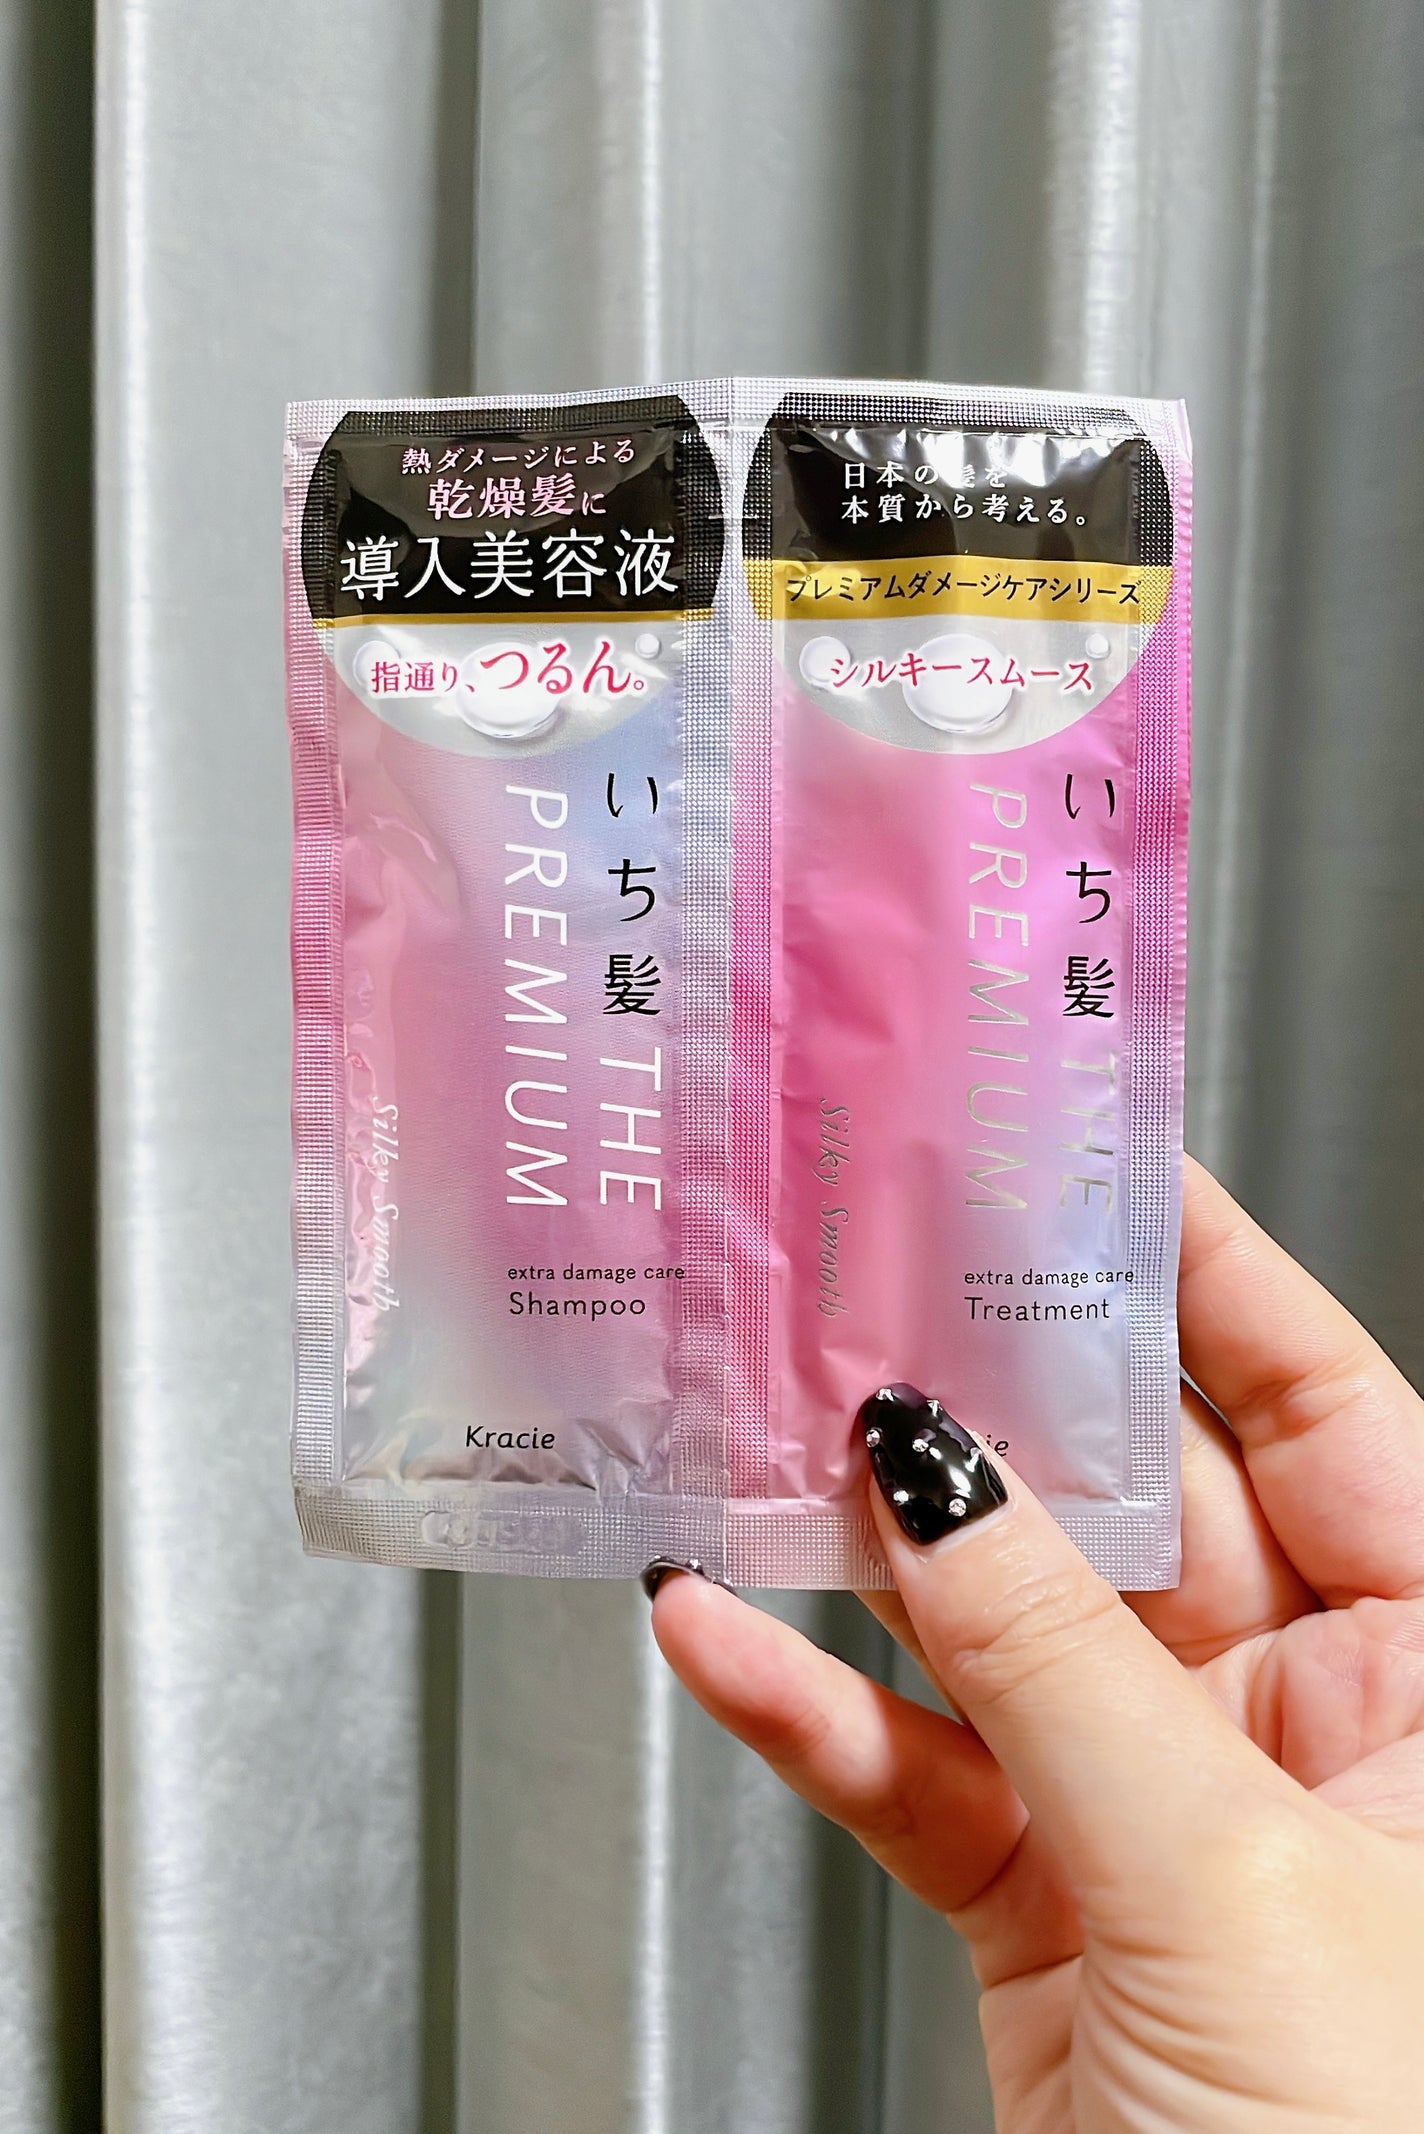 熱ダメージによる
乾燥髪に
導入美容液
指通り、つるん。
いち髪 THE
PREMIUM
Silky Smooth
extra damage care
Shampoo
Kracie
日本の髪を
本質から考える。
プレミアムダメージケアシリーズ
シルキースムース
いち髪 THE
PREMIUM
Silky Smooth
extra damage care
Treatment